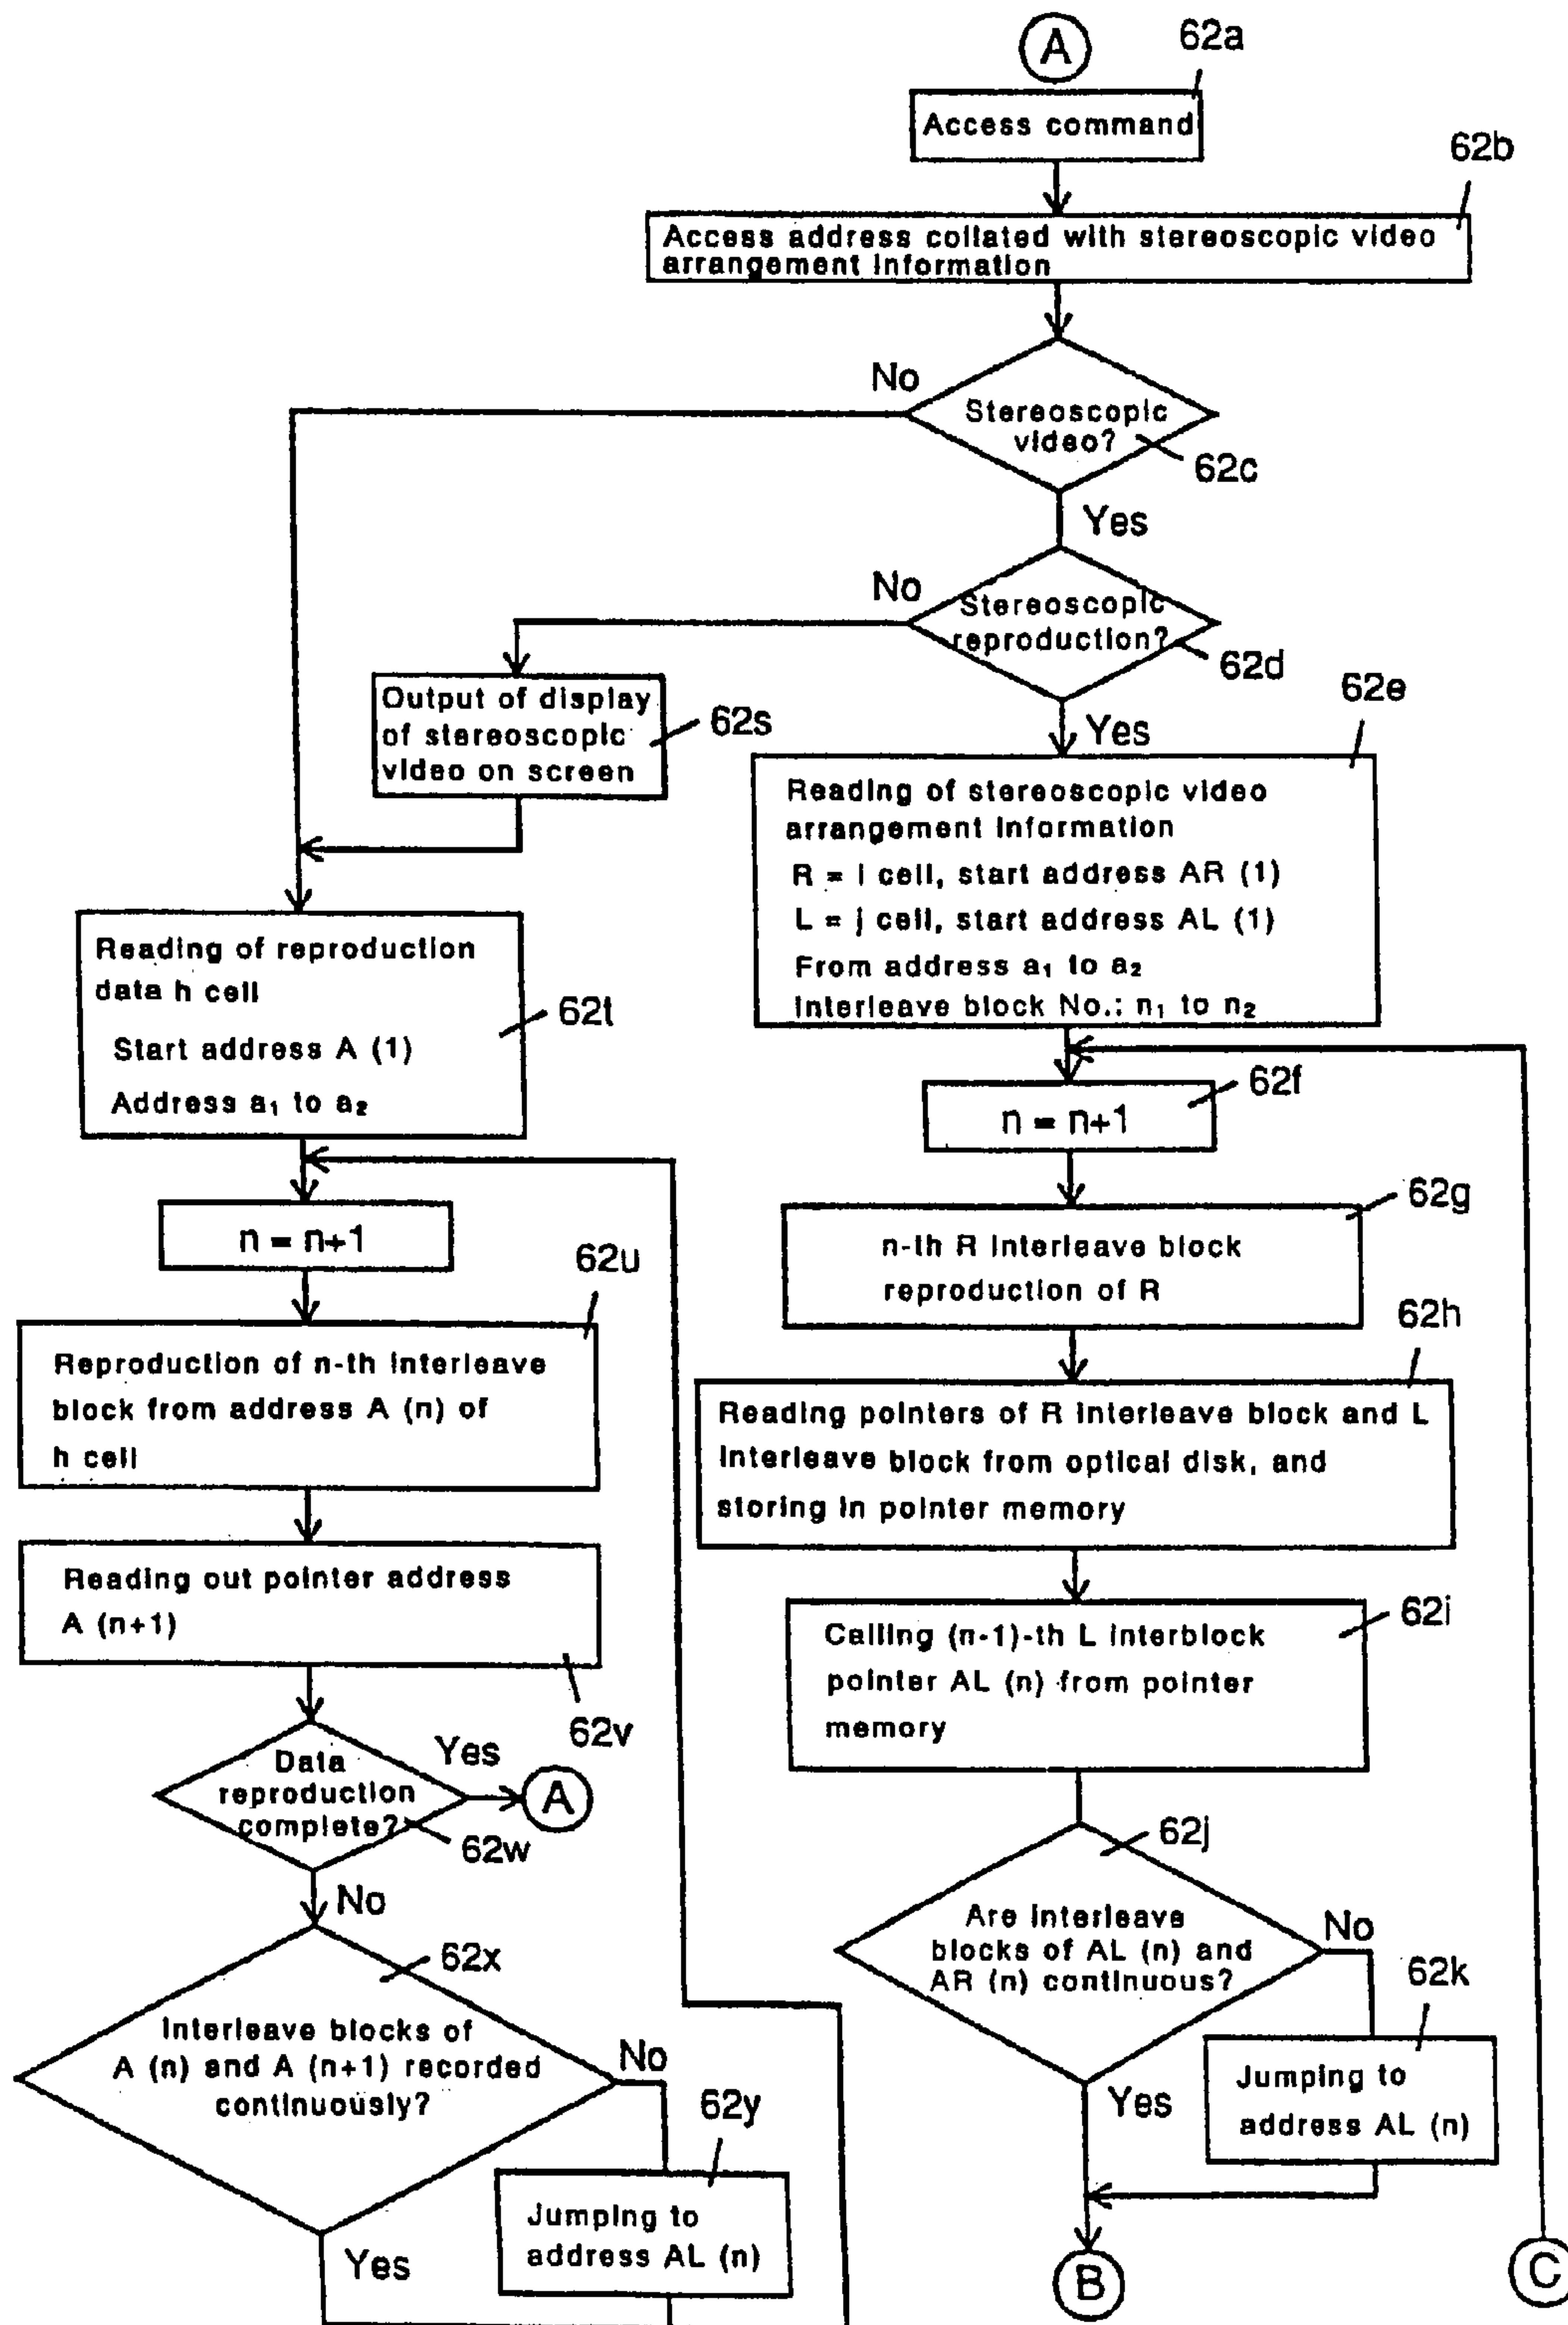 A
62a
Access command
62b
Access address collated with stereoscopic video
arrangement information
No
Stereoscopic
video?
62c
Yes
No
Stereoscopic
reproduction?
62d
Yes
Output of display
of stereoscopic
video on screen
62s
62e
Reading of stereoscopic video
arrangement information
R = i cell, start address AR (1)
L = j cell, start address AL (1)
From address a₁ to a₂
Interleave block No.: n₁ to n₂
Reading of reproduction
data h cell
Start address A (1)
Address a₁ to a₂
62t
n = n+1
62f
n = n+1
62g
n-th R interleave block
reproduction of R
62u
Reproduction of n-th interleave
block from address A (n) of
h cell
62h
Reading pointers of R interleave block and L
interleave block from optical disk, and
storing in pointer memory
Reading out pointer address
A (n+1)
62v
62i
Calling (n-1)-th L interblock
pointer AL (n) from pointer
memory
Data
reproduction
complete?
Yes
A
62w
No
62j
Are interleave
blocks of AL (n) and
AR (n) continuous?
No
62k
Jumping to
address AL (n)
Yes
62x
Interleave blocks of
A (n) and A (n+1) recorded
continuously?
No
62y
Jumping to
address AL (n)
Yes
B
C